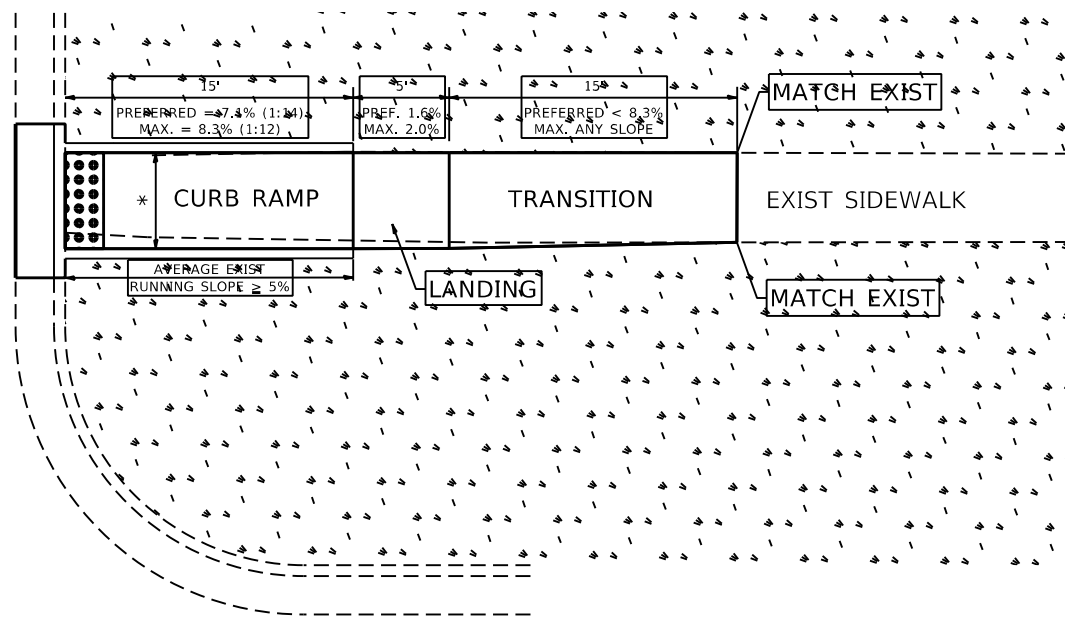 15'
PREFERRED = 7.1% (1:14)
MAX. = 8.3% (1:12)
5'
PREF. 1.6%
MAX. 2.0%
15'
PREFERRED < 8.3%
MAX. ANY SLOPE
MATCH EXIST
*
CURB RAMP
TRANSITION
EXIST SIDEWALK
AVERAGE EXIST
RUNNING SLOPE ≥ 5%
LANDING
MATCH EXIST